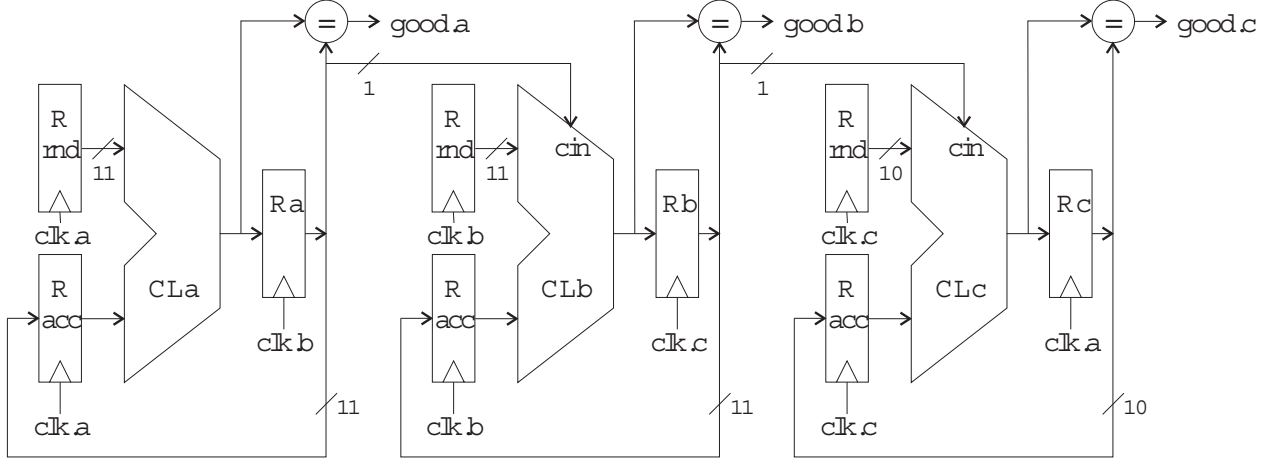 = good.a = good.b = good.c
1 1
R rnd 11 cin R rnd 11 cin R rnd 10
clk.a Ra clk.b Rb clk.c Rc
R acc CLa R acc CLb R acc CLc
clk.b clk.c clk.a
clk.a 11 clk.b 11 clk.c 10